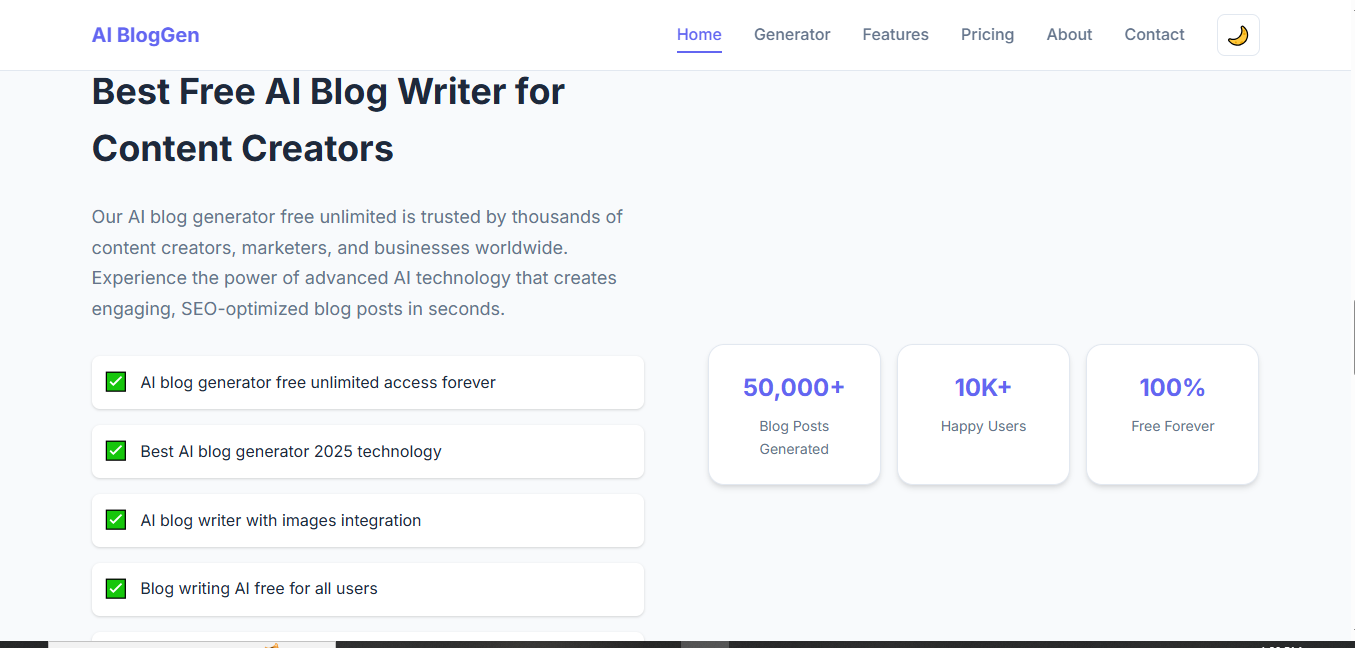 AI BlogGen
Home Generator Features Pricing About Contact
Best Free AI Blog Writer for
Content Creators
Our AI blog generator free unlimited is trusted by thousands of
content creators, marketers, and businesses worldwide.
Experience the power of advanced AI technology that creates
engaging, SEO-optimized blog posts in seconds.
AI blog generator free unlimited access forever
Best AI blog generator 2025 technology
AI blog writer with images integration
Blog writing AI free for all users
50,000+
Blog Posts
Generated
10K+
Happy Users
100%
Free Forever